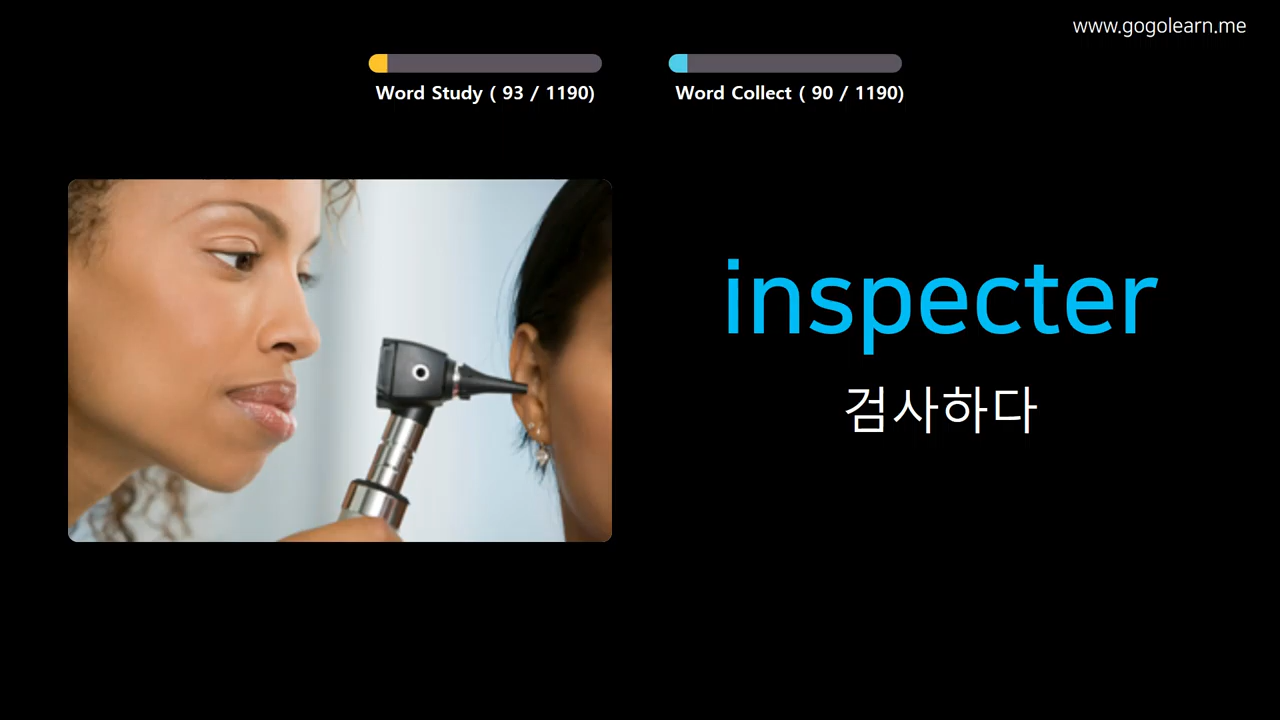 www.gogolearn.me
Word Study ( 93 / 1190)
Word Collect ( 90 / 1190)
inspecter
검사하다